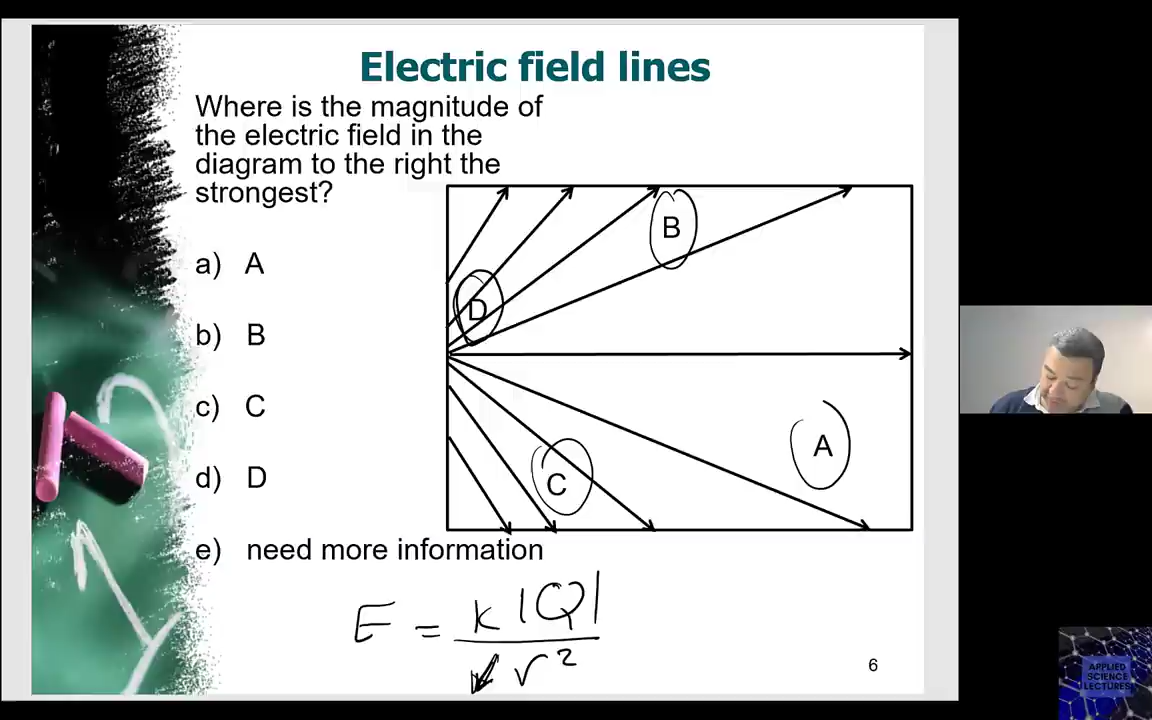 Electric field lines
Where is the magnitude of
the electric field in the
diagram to the right the
strongest?
a) A
b) B
c) C
d) D
e) need more information
B
D
A
C
E = K|Q|
r²
6
APPLIED
SCIENCE
LECTURES